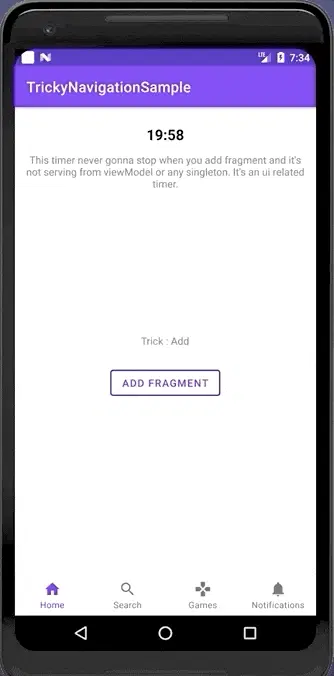 LTE 7:34
TrickyNavigationSample
19:58
This timer never gonna stop when you add fragment and it's
not serving from viewModel or any singleton. It's an ui related
timer.
Trick : Add
ADD FRAGMENT
Home Search Games Notifications